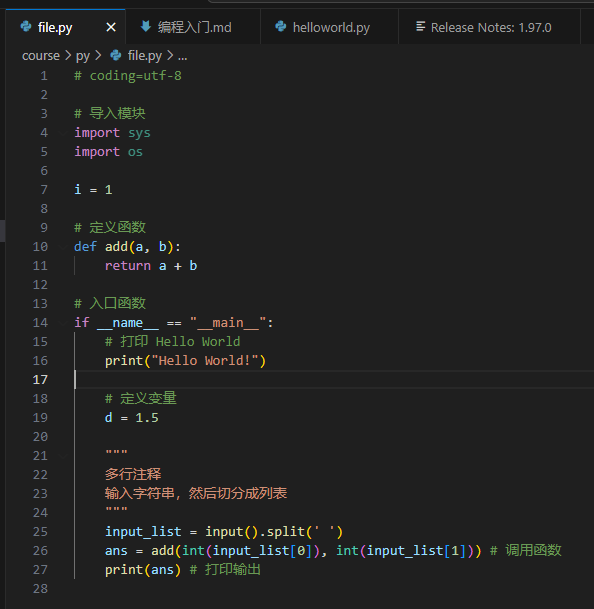 file.py
编程入门.md
helloworld.py
Release Notes: 1.97.0
course > py > file.py > ...
1 # coding=utf-8
2
3 # 导入模块
4 import sys
5 import os
6
7 i = 1
8
9 # 定义函数
10 def add(a, b):
11     return a + b
12
13 # 入口函数
14 if __name__ == "__main__":
15     # 打印 Hello World
16     print("Hello World!")
17
18     # 定义变量
19     d = 1.5
20
21     """
22     多行注释
23     输入字符串，然后切分成列表
24     """
25     input_list = input().split(' ')
26     ans = add(int(input_list[0]), int(input_list[1])) # 调用函数
27     print(ans) # 打印输出
28